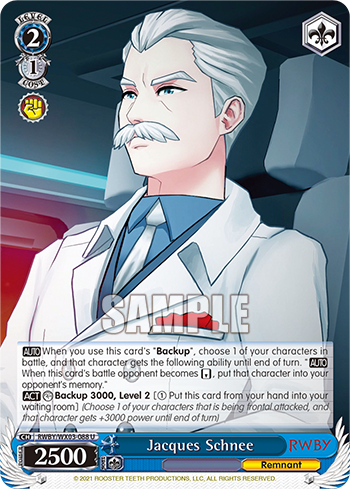 LEVEL
2
1
COST
SAMPLE
AUTO When you use this card's "Backup", choose 1 of your characters in
battle, and that character gets the following ability until end of turn. "AUTO
When this card's battle opponent becomes [ ], put that character into your
opponent's memory."
ACT Backup 3000, Level 2 [① Put this card from your hand into your
waiting room] (Choose 1 of your characters that is being frontal attacked, and
that character gets +3000 power until end of turn)
CH RWBY/WX03-088 U
Jacques Schnee
RWBY
POWER
2500
SOUL
Remnant
© 2021 ROOSTER TEETH PRODUCTIONS, LLC, ALL RIGHTS RESERVED.